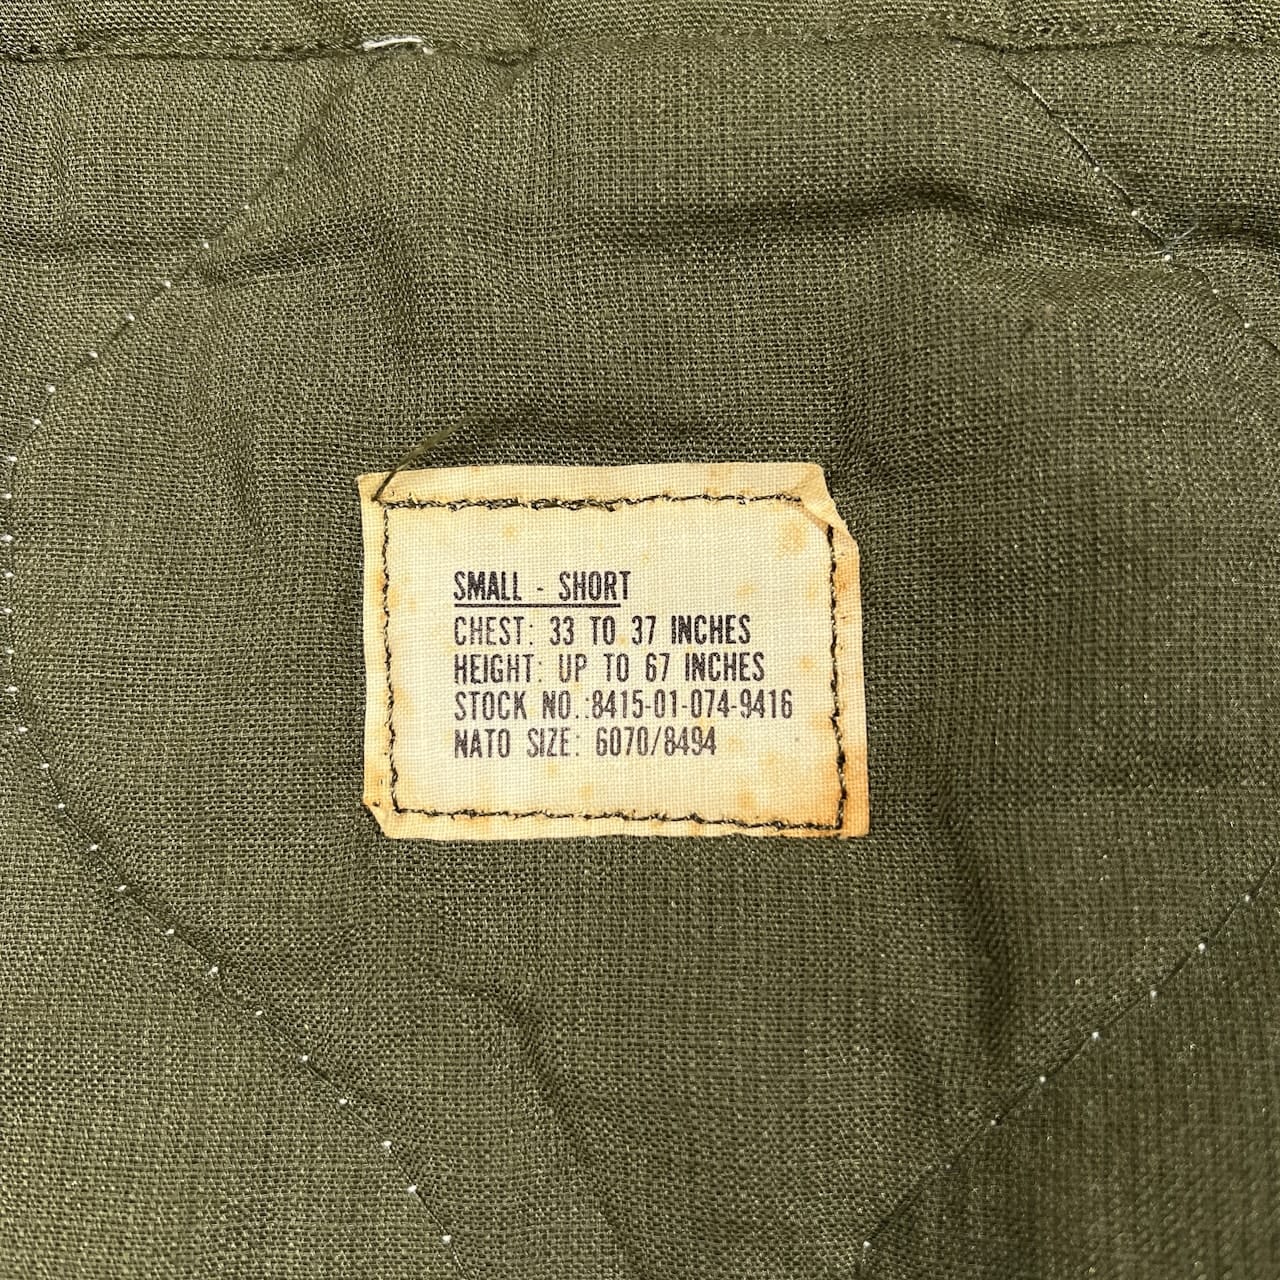 SMALL - SHORT
CHEST: 33 TO 37 INCHES
HEIGHT: UP TO 67 INCHES
STOCK NO.:8415-01-074-9416
NATO SIZE: 6070/8494